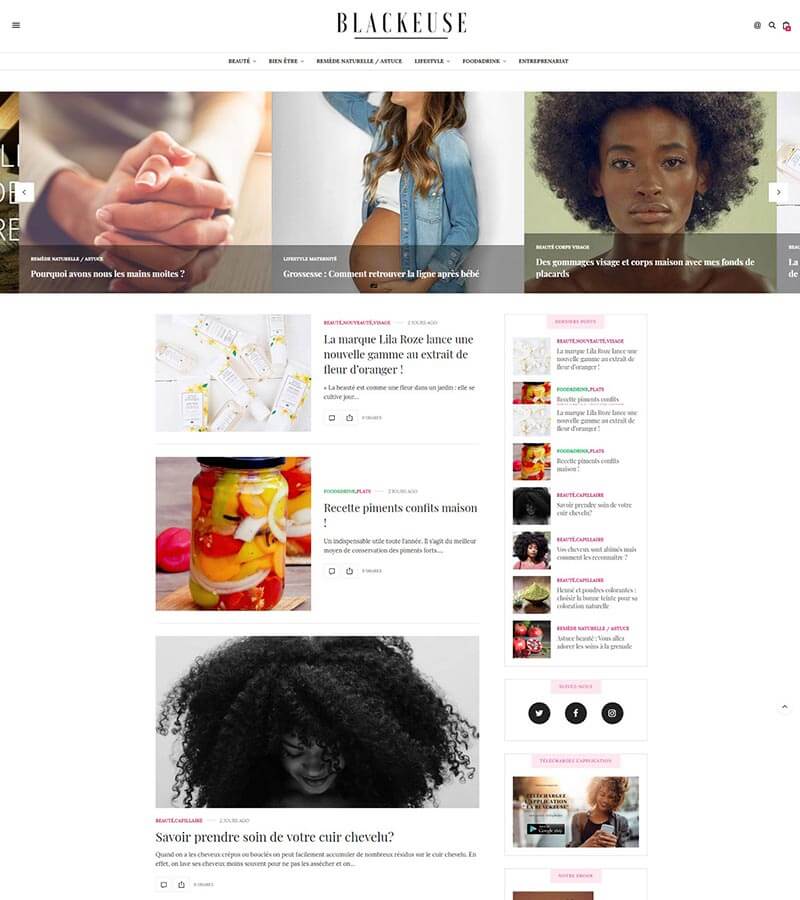 BLACKEUSE
BEAUTÉ
BIEN ÊTRE
REMÈDE NATURELLE / ASTUCE
LIFESTYLE
FOOD&DRINK
ENTREPRENARIAT
REMÈDE NATURELLE / ASTUCE
Pourquoi avons nous les mains moites ?
LIFESTYLE MATERNITÉ
Grossesse : Comment retrouver la ligne après bébé
BEAUTÉ CORPS VISAGE
Des gommages visage et corps maison avec mes fonds de
placards
La
de
BEAUTÉ,NOUVEAUTÉ,VISAGE
2 JOURS AGO
La marque Lila Roze lance une
nouvelle gamme au extrait de
fleur d'oranger !
« La beauté est comme une fleur dans un jardin : elle se
cultive jour…
0 SHARES
FOOD&DRINK,PLATS
2 JOURS AGO
Recette piments confits maison
!
Un indispensable utile toute l'année. Il s'agit du meilleur
moyen de conservation des piments forts.…
0 SHARES
BEAUTÉ,CAPILLAIRE
2 JOURS AGO
Savoir prendre soin de votre cuir chevelu?
Quand on a les cheveux crépus ou bouclés on peut facilement accumuler de nombreux résidus sur le cuir chevelu. En
effet, on lave ses cheveux moins souvent pour ne pas les assécher et on…
0 SHARES
DERNIERS POSTS
BEAUTÉ,NOUVEAUTÉ,VISAGE
La marque Lila Roze lance une
nouvelle gamme au extrait de
fleur d'oranger !
FOOD&DRINK,PLATS
Recette piments confits
La marque Lila Roze lance une
nouvelle gamme au extrait de
fleur d'oranger !
FOOD&DRINK,PLATS
Recette piments confits
maison !
BEAUTÉ,CAPILLAIRE
Savoir prendre soin de votre
cuir chevelu?
BEAUTÉ,CAPILLAIRE
Vos cheveux sont abîmés mais
comment les reconnaître ?
BEAUTÉ,CAPILLAIRE
Henné et poudres colorantes :
choisir la bonne teinte pour sa
coloration naturelle
REMÈDE NATURELLE / ASTUCE
Astuce beauté : Vous allez
adorer les soins à la grenade
SUIVEZ-NOUS
TÉLÉCHARGEZ L'APPLICATION
TÉLÉCHARGEZ
L'APPLICATION
LA BLACKEUSE
Google play
NOTRE EBOOK